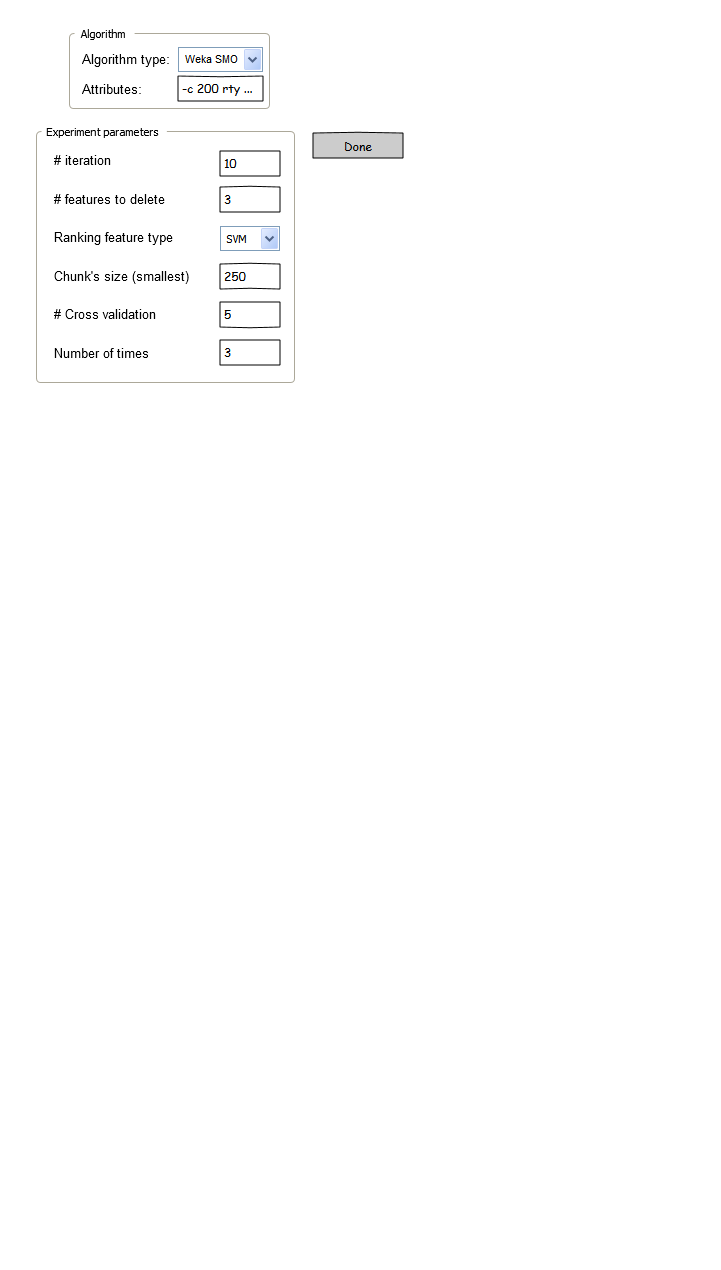 Algorithm
Algorithm type: Weka SMO
Attributes: -c 200 rty ...
Experiment parameters
# iteration 10
Done
# features to delete 3
Ranking feature type SVM
Chunk's size (smallest) 250
# Cross validation 5
Number of times 3